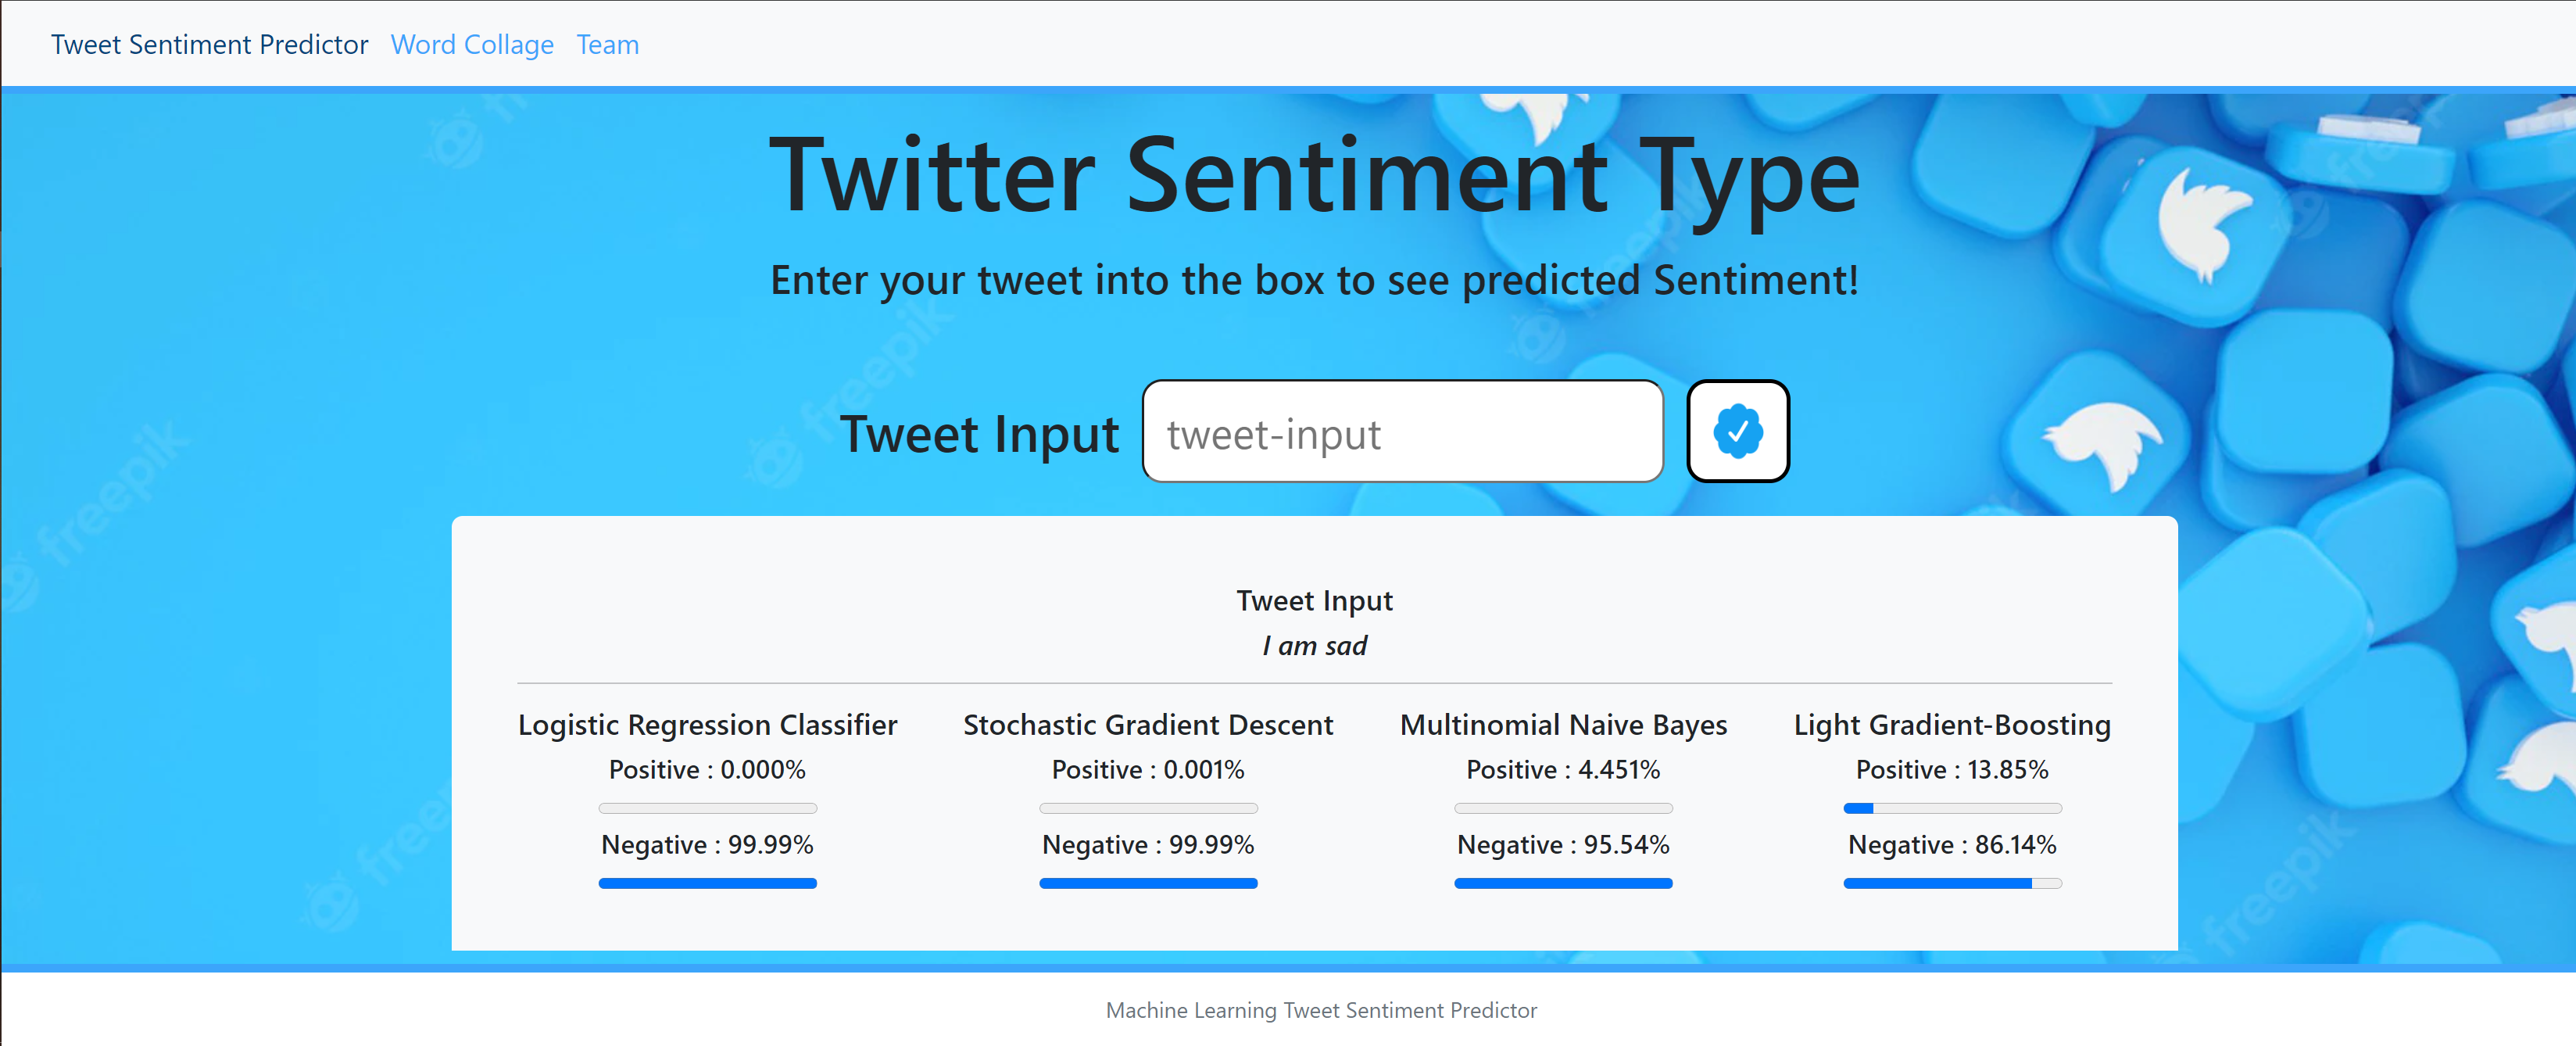 Tweet Sentiment Predictor Word Collage Team
Twitter Sentiment Type
Enter your tweet into the box to see predicted Sentiment!
Tweet Input tweet-input
Tweet Input
I am sad
Logistic Regression Classifier Stochastic Gradient Descent Multinomial Naive Bayes Light Gradient-Boosting
Positive : 0.000% Positive : 0.001% Positive : 4.451% Positive : 13.85%
Negative : 99.99% Negative : 99.99% Negative : 95.54% Negative : 86.14%
Machine Learning Tweet Sentiment Predictor
freepik
freepik
freepik
freepik